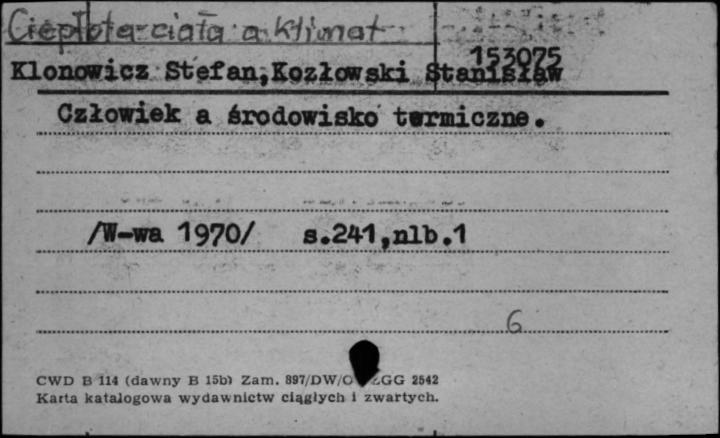 Ciepłota ciała a klimat
153075
Klonowicz Stefan,Kozłowski Stanisław
Człowiek a środowisko termiczne.
/W-wa 1970/ s.241,nlb.1
6
CWD B 114 (dawny B 15b) Zam. 897/DW/O ZGG 2542
Karta katalogowa wydawnictw ciągłych i zwartych.